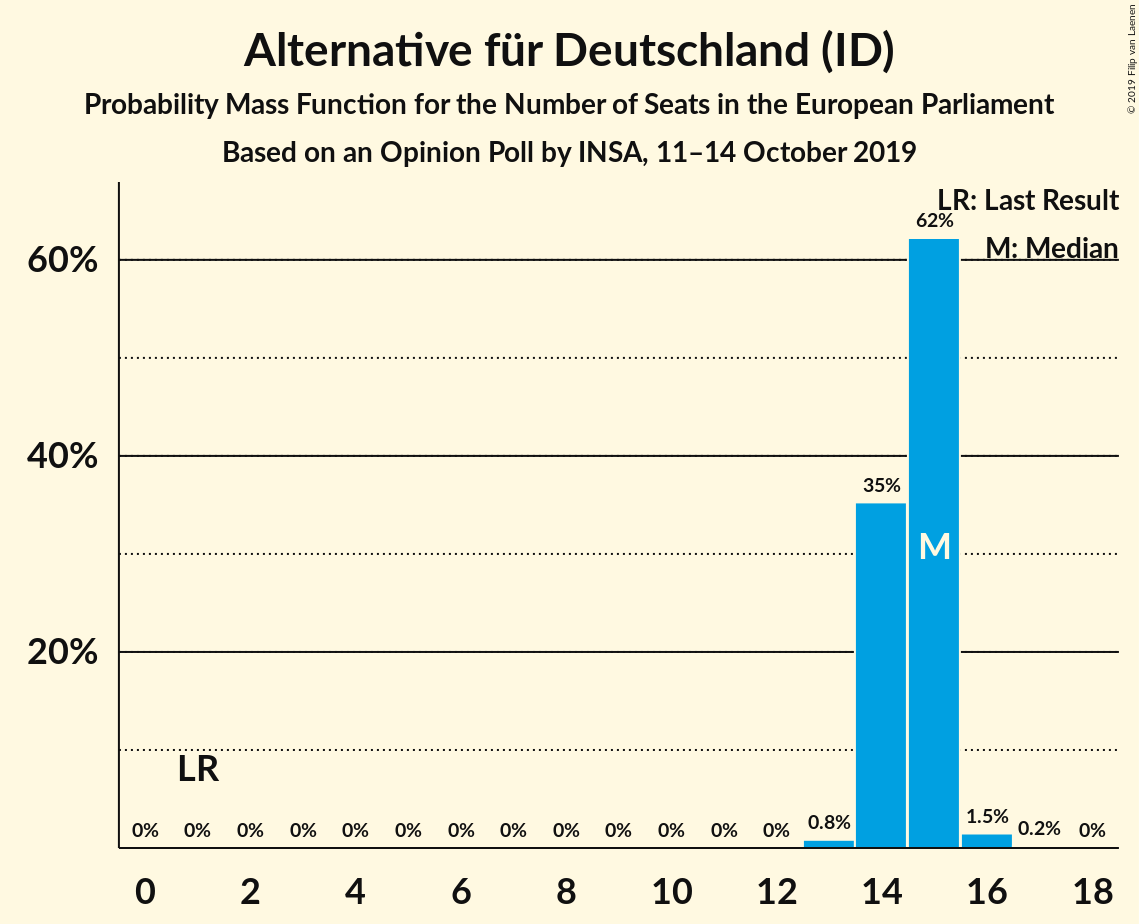 Alternative für Deutschland (ID)
Probability Mass Function for the Number of Seats in the European Parliament
Based on an Opinion Poll by INSA, 11–14 October 2019
© 2019 Filip van Laenen
LR: Last Result
M: Median
60%
40%
20%
62%
35%
M
LR
0% 0% 0% 0% 0% 0% 0% 0% 0% 0% 0% 0% 0% 0.8% 1.5% 0.2% 0%
0 2 4 6 8 10 12 14 16 18